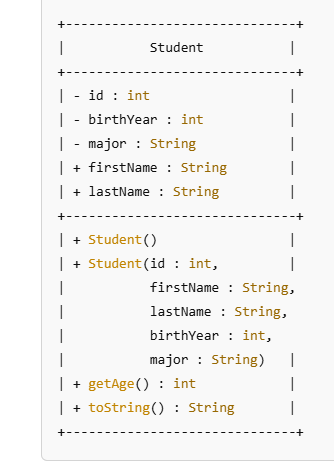 +------------------------------+
|           Student           |
+------------------------------+
| - id : int                   |
| - birthYear : int           |
| - major : String            |
| + firstName : String        |
| + lastName : String         |
+------------------------------+
| + Student()                 |
| + Student(id : int,         |
|           firstName : String,
|           lastName : String,
|           birthYear : int,
|           major : String)   |
| + getAge() : int            |
| + toString() : String       |
+------------------------------+